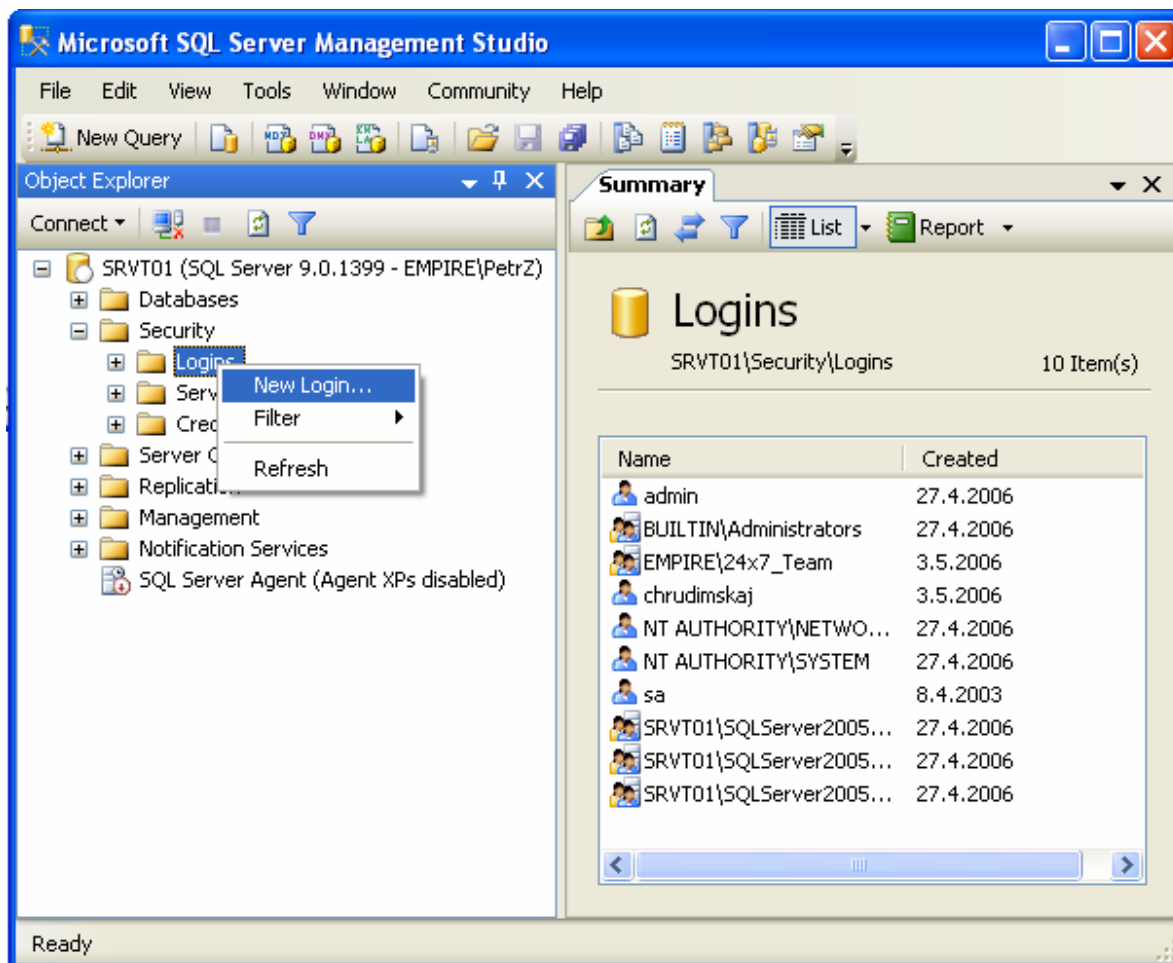 Microsoft SQL Server Management Studio
File Edit View Tools Window Community Help
New Query
Object Explorer
Connect
SRVT01 (SQL Server 9.0.1399 - EMPIRE\PetrZ)
Databases
Security
Logins
New Login...
Filter
Refresh
Management
Notification Services
SQL Server Agent (Agent XPs disabled)
Summary
List Report
Logins
SRVT01\Security\Logins 10 Item(s)
Name Created
admin 27.4.2006
BUILTIN\Administrators 27.4.2006
EMPIRE\24x7_Team 3.5.2006
chrudimskaj 3.5.2006
NT AUTHORITY\NETWO... 27.4.2006
NT AUTHORITY\SYSTEM 27.4.2006
sa 8.4.2003
SRVT01\SQLServer2005... 27.4.2006
SRVT01\SQLServer2005... 27.4.2006
SRVT01\SQLServer2005... 27.4.2006
Ready